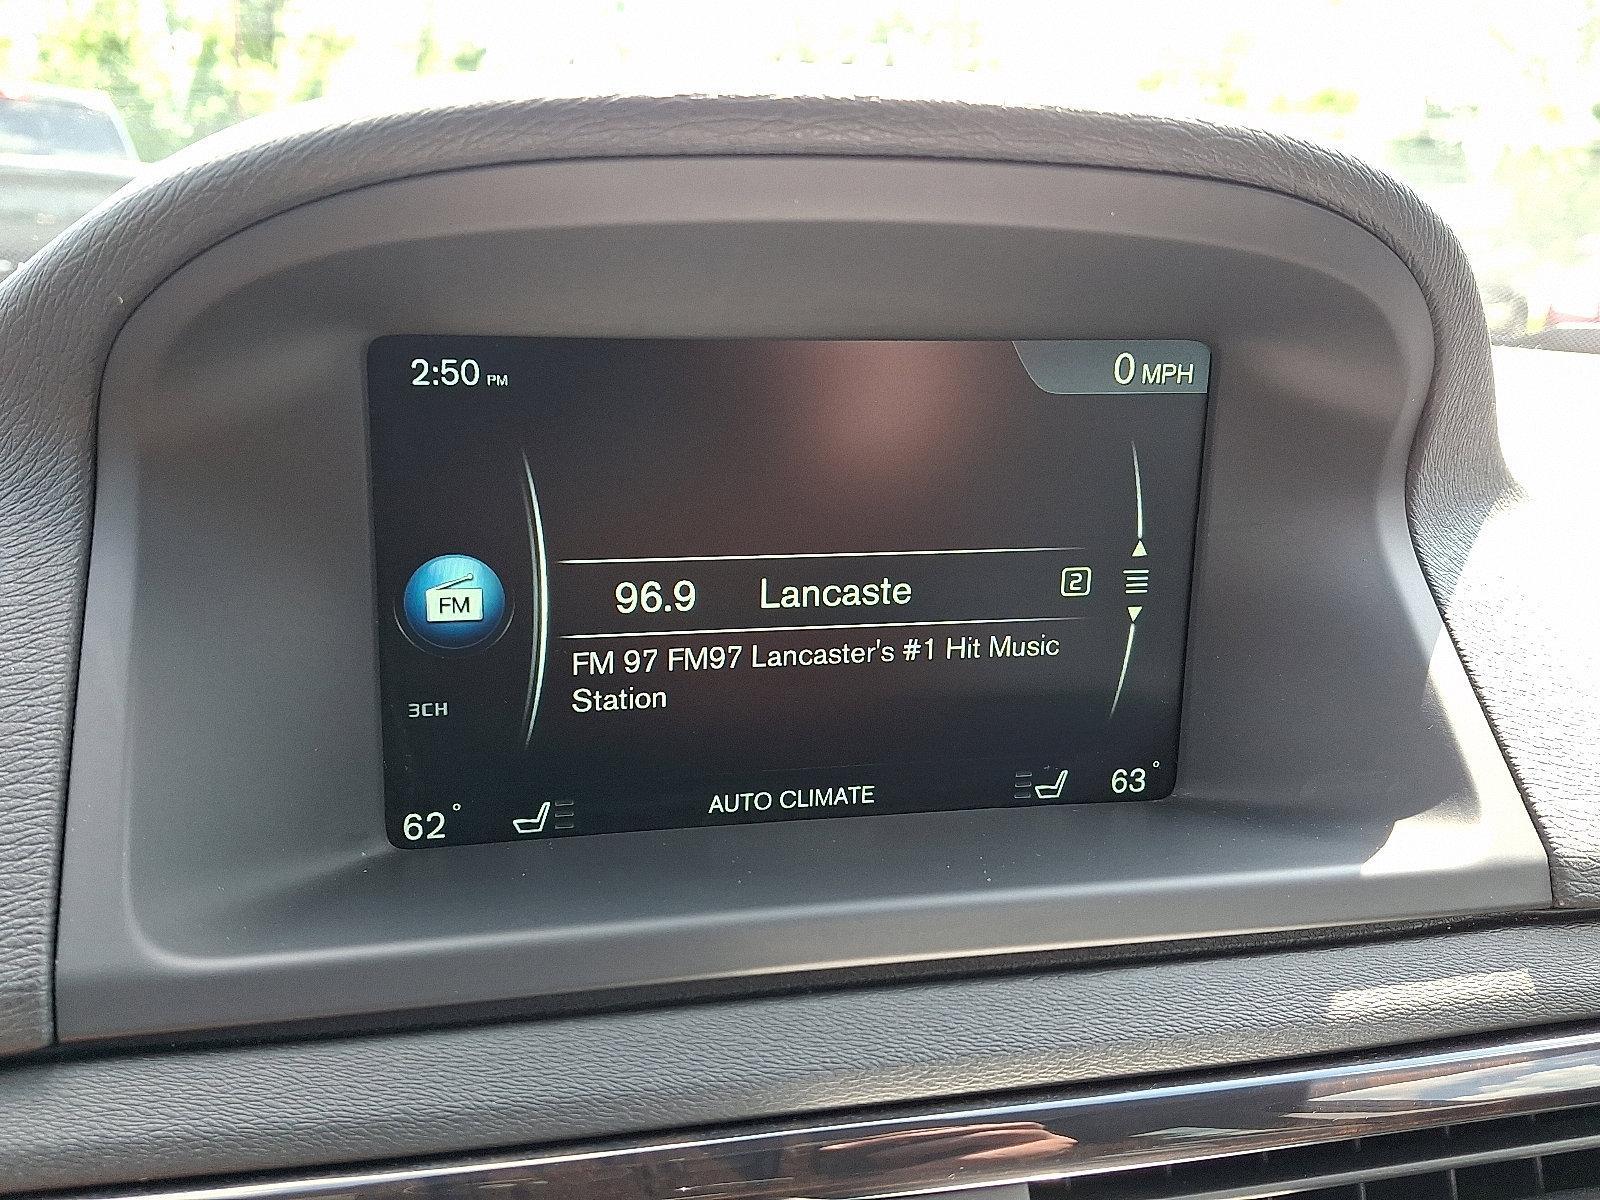 2:50 PM
0 MPH
96.9 Lancaste 2
FM
FM 97 FM97 Lancaster's #1 Hit Music
Station
3CH
62° AUTO CLIMATE 63°